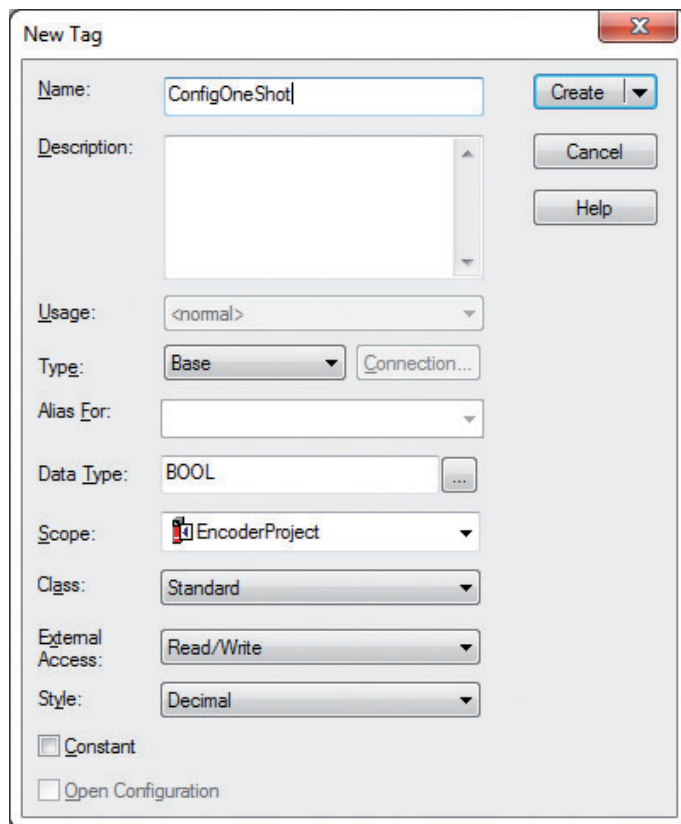 New Tag
X
Name:
ConfigOneShot
Create
Description:
Cancel
Help
Usage:
<normal>
Type:
Base
Connection...
Alias For:
Data Type:
BOOL
...
Scope:
EncoderProject
Class:
Standard
External
Access:
Read/Write
Style:
Decimal
Constant
Open Configuration